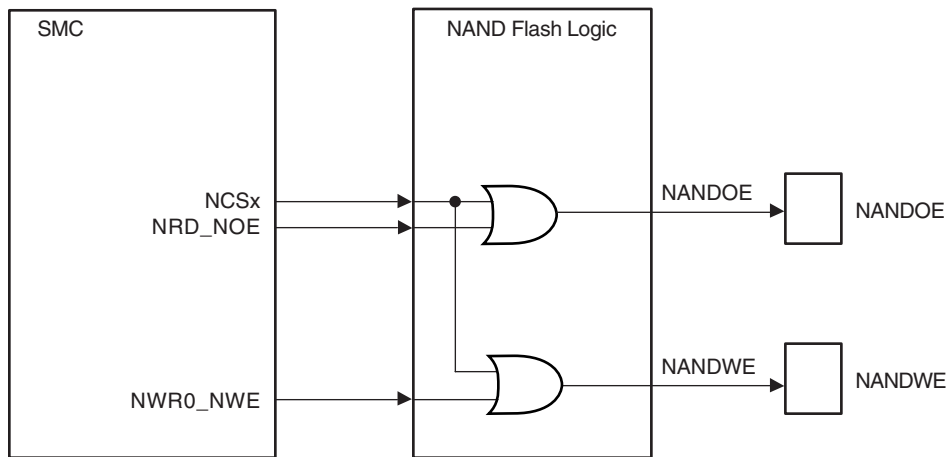 SMC
NAND Flash Logic
NCSx
NRD_NOE
NANDOE
NANDOE
NWR0_NWE
NANDWE
NANDWE